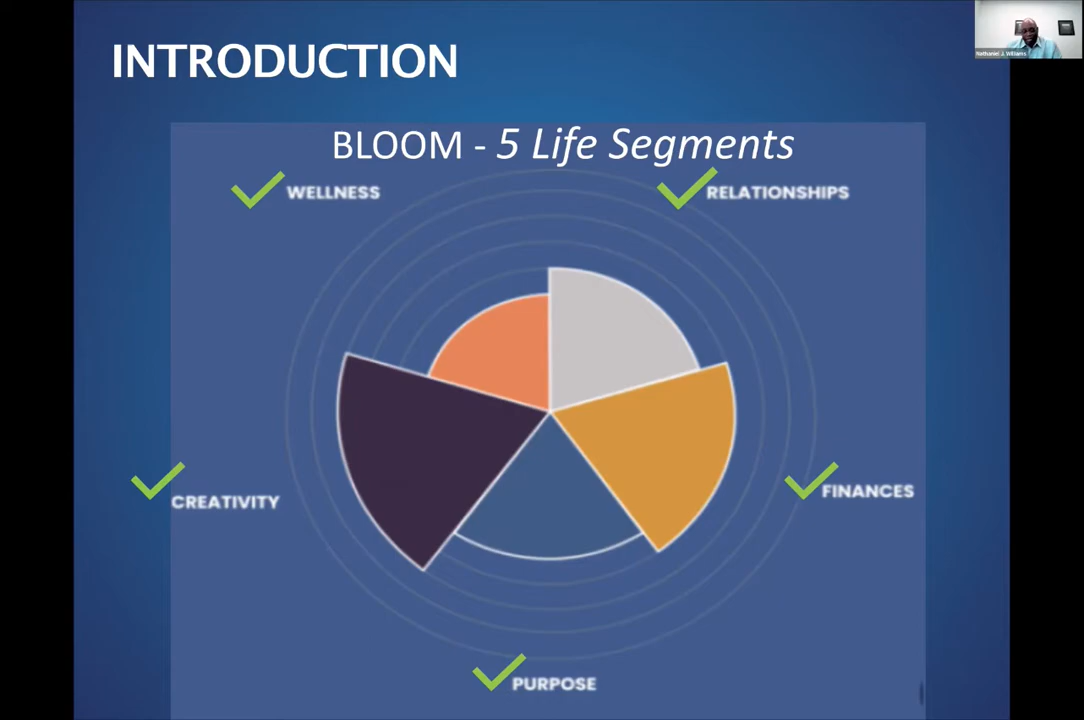 INTRODUCTION
Nathaniel J. Williams
BLOOM - 5 Life Segments
WELLNESS
RELATIONSHIPS
CREATIVITY
FINANCES
PURPOSE